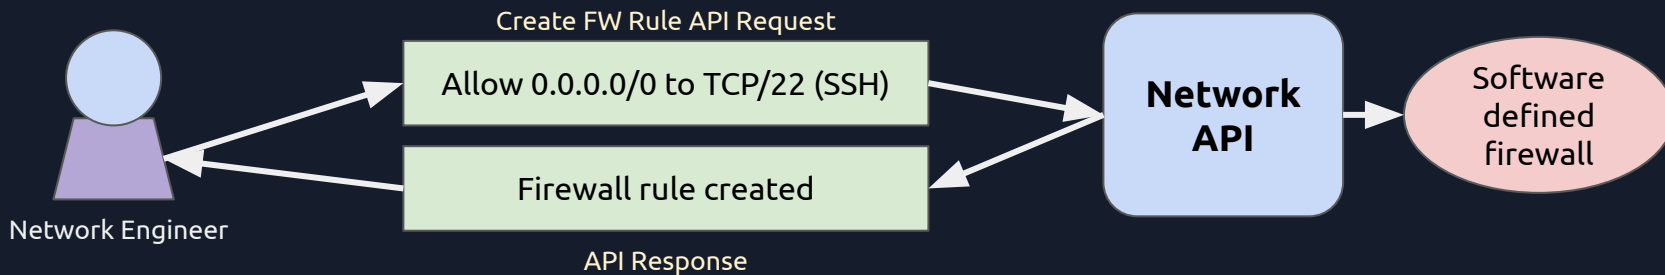 Create FW Rule API Request
Allow 0.0.0.0/0 to TCP/22 (SSH)
Network
API
Software
defined
firewall
Firewall rule created
Network Engineer
API Response